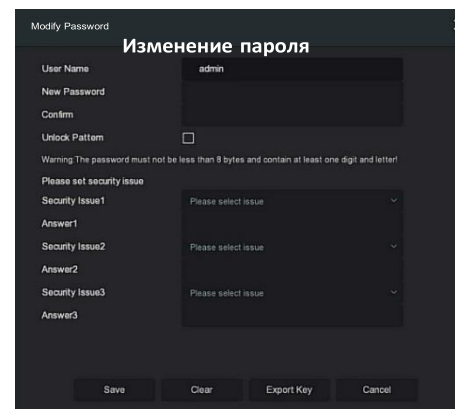 Modify Password
Изменение пароля
User Name admin
New Password
Confirm
Unlock Pattern
Warning:The password must not be less than 8 bytes and contain at least one digit and letter!
Please set security issue
Security Issue1 Please select issue
Answer1
Security Issue2 Please select issue
Answer2
Security Issue3 Please select issue
Answer3
Save Clear Export Key Cancel